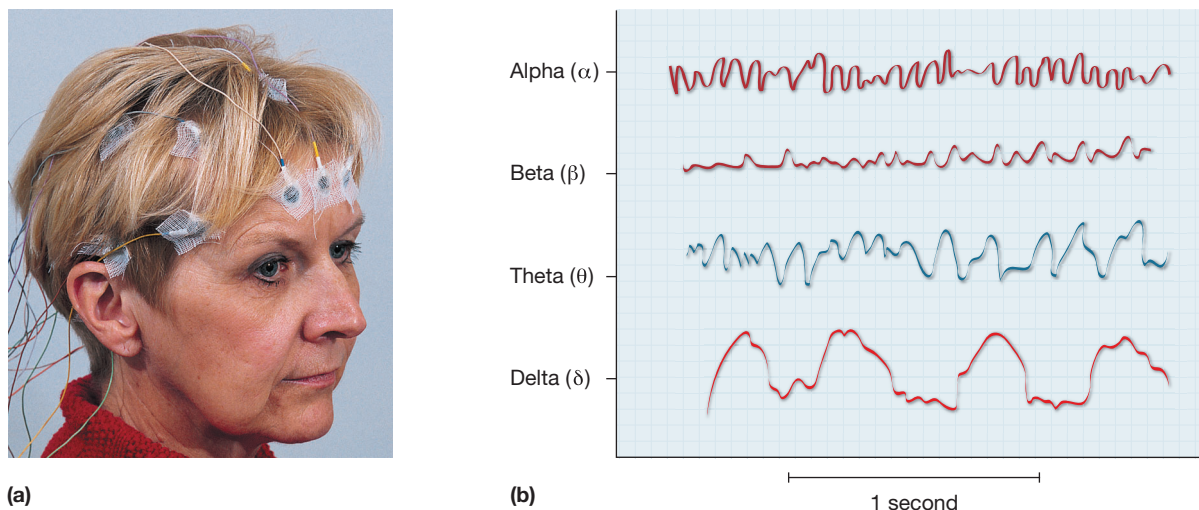 Alpha (α)
Beta (β)
Theta (θ)
Delta (δ)
(a)
(b)
1 second